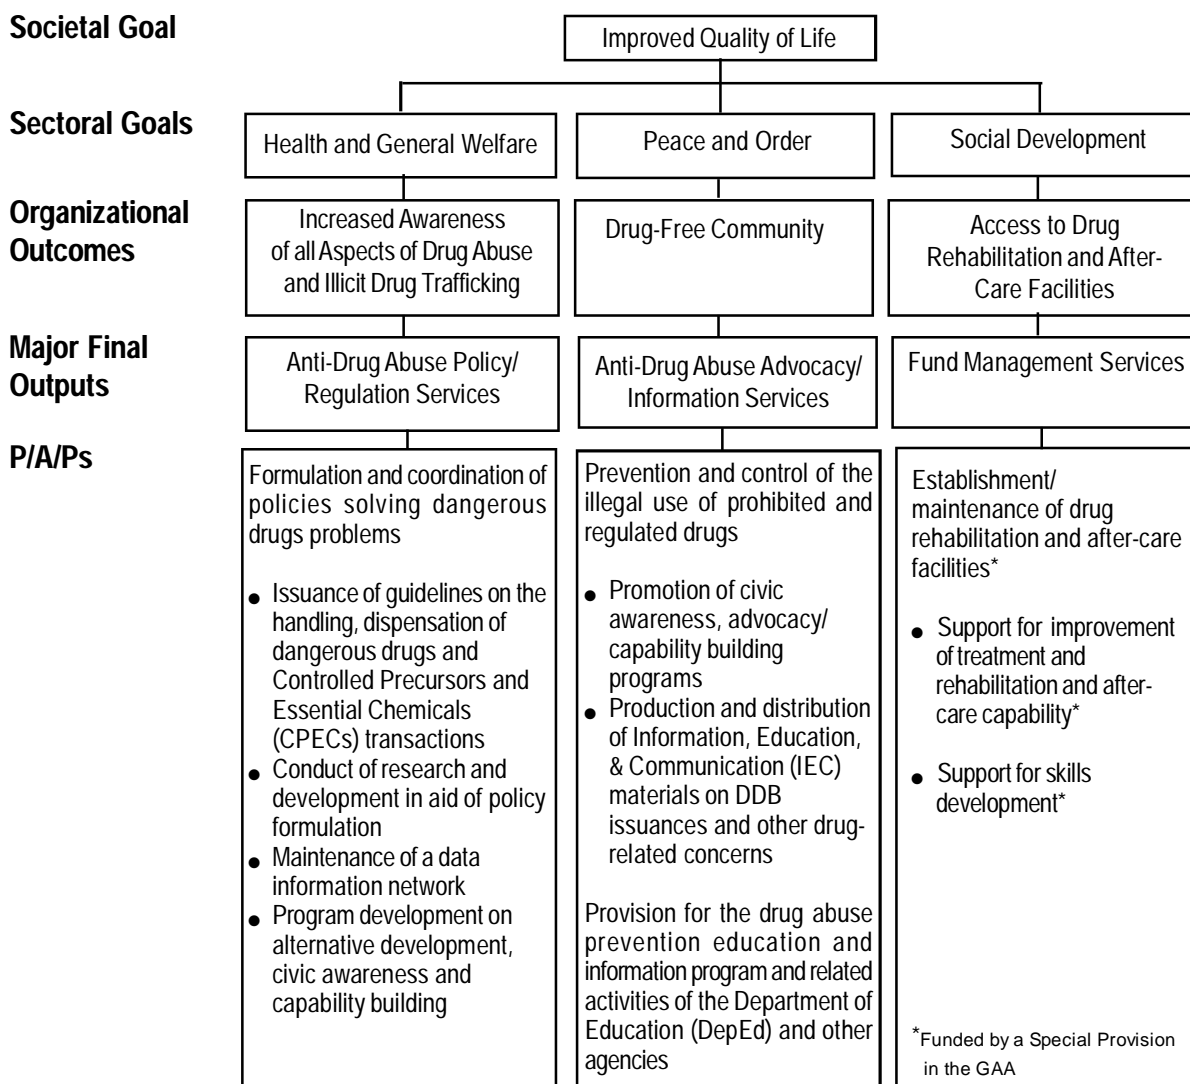 Societal Goal
Improved Quality of Life
Sectoral Goals
Health and General Welfare
Peace and Order
Social Development
Organizational
Outcomes
Increased Awareness
of all Aspects of Drug Abuse
and Illicit Drug Trafficking
Drug-Free Community
Access to Drug
Rehabilitation and After-
Care Facilities
Major Final
Outputs
Anti-Drug Abuse Policy/
Regulation Services
Anti-Drug Abuse Advocacy/
Information Services
Fund Management Services
P/A/Ps
Formulation and coordination of
policies solving dangerous
drugs problems
● Issuance of guidelines on the
handling, dispensation of
dangerous drugs and
Controlled Precursors and
Essential Chemicals
(CPECs) transactions
● Conduct of research and
development in aid of policy
formulation
● Maintenance of a data
information network
● Program development on
alternative development,
civic awareness and
capability building
Prevention and control of the
illegal use of prohibited and
regulated drugs
● Promotion of civic
awareness, advocacy/
capability building
programs
● Production and distribution
of Information, Education,
& Communication (IEC)
materials on DDB
issuances and other drug-
related concerns
Provision for the drug abuse
prevention education and
information program and related
activities of the Department of
Education (DepEd) and other
agencies
Establishment/
maintenance of drug
rehabilitation and after-care
facilities*
● Support for improvement
of treatment and
rehabilitation and after-
care capability*
● Support for skills
development*
*Funded by a Special Provision
in the GAA